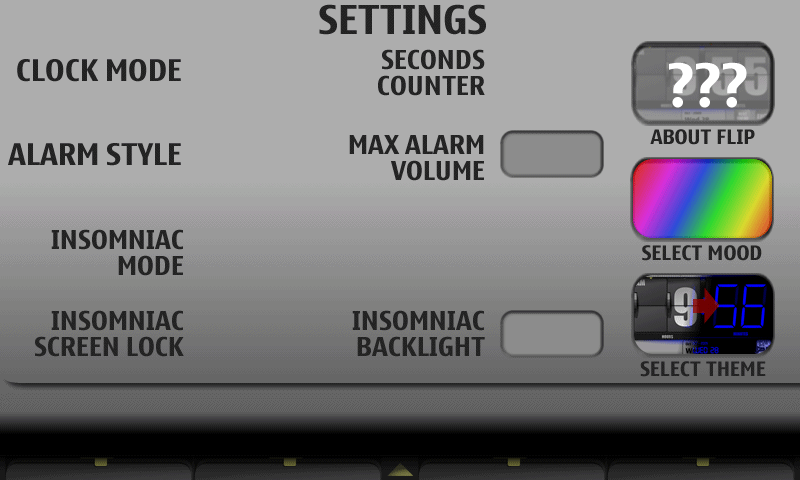 SETTINGS
CLOCK MODE
SECONDS
COUNTER
???
ABOUT FLIP
ALARM STYLE
MAX ALARM
VOLUME
SELECT MOOD
INSOMNIAC
MODE
9
56
INSOMNIAC
SCREEN LOCK
INSOMNIAC
BACKLIGHT
SELECT THEME